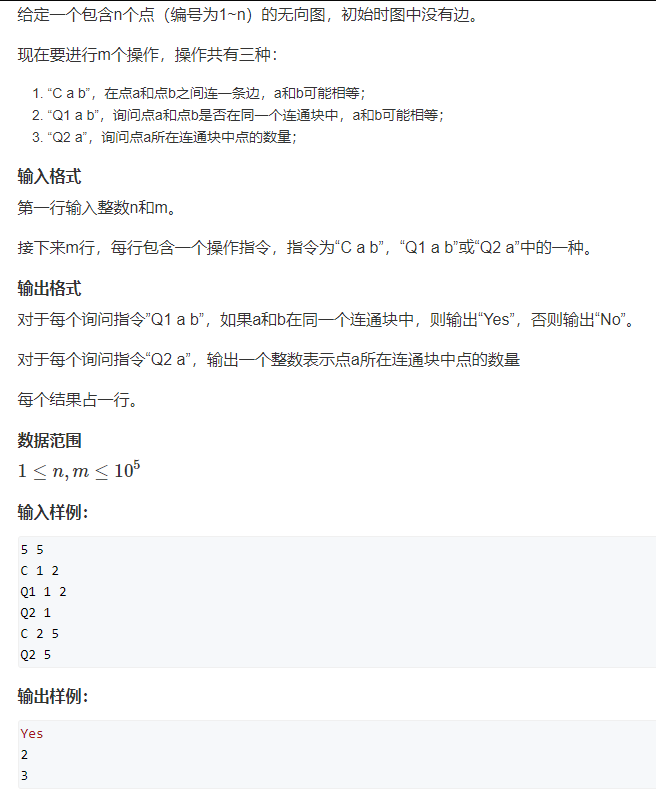 给定一个包含n个点（编号为1~n）的无向图，初始时图中没有边。
现在要进行m个操作，操作共有三种：
1. “C a b”，在点a和点b之间连一条边，a和b可能相等；
2. “Q1 a b”，询问点a和点b是否在同一个连通块中，a和b可能相等；
3. “Q2 a”，询问点a所在连通块中点的数量；
输入格式
第一行输入整数n和m。
接下来m行，每行包含一个操作指令，指令为“C a b”，“Q1 a b”或“Q2 a”中的一种。
输出格式
对于每个询问指令”Q1 a b”，如果a和b在同一个连通块中，则输出“Yes”，否则输出“No”。
对于每个询问指令“Q2 a”，输出一个整数表示点a所在连通块中点的数量
每个结果占一行。
数据范围
1 ≤ n, m ≤ 10⁵
输入样例：
5 5
C 1 2
Q1 1 2
Q2 1
C 2 5
Q2 5
输出样例：
Yes
2
3